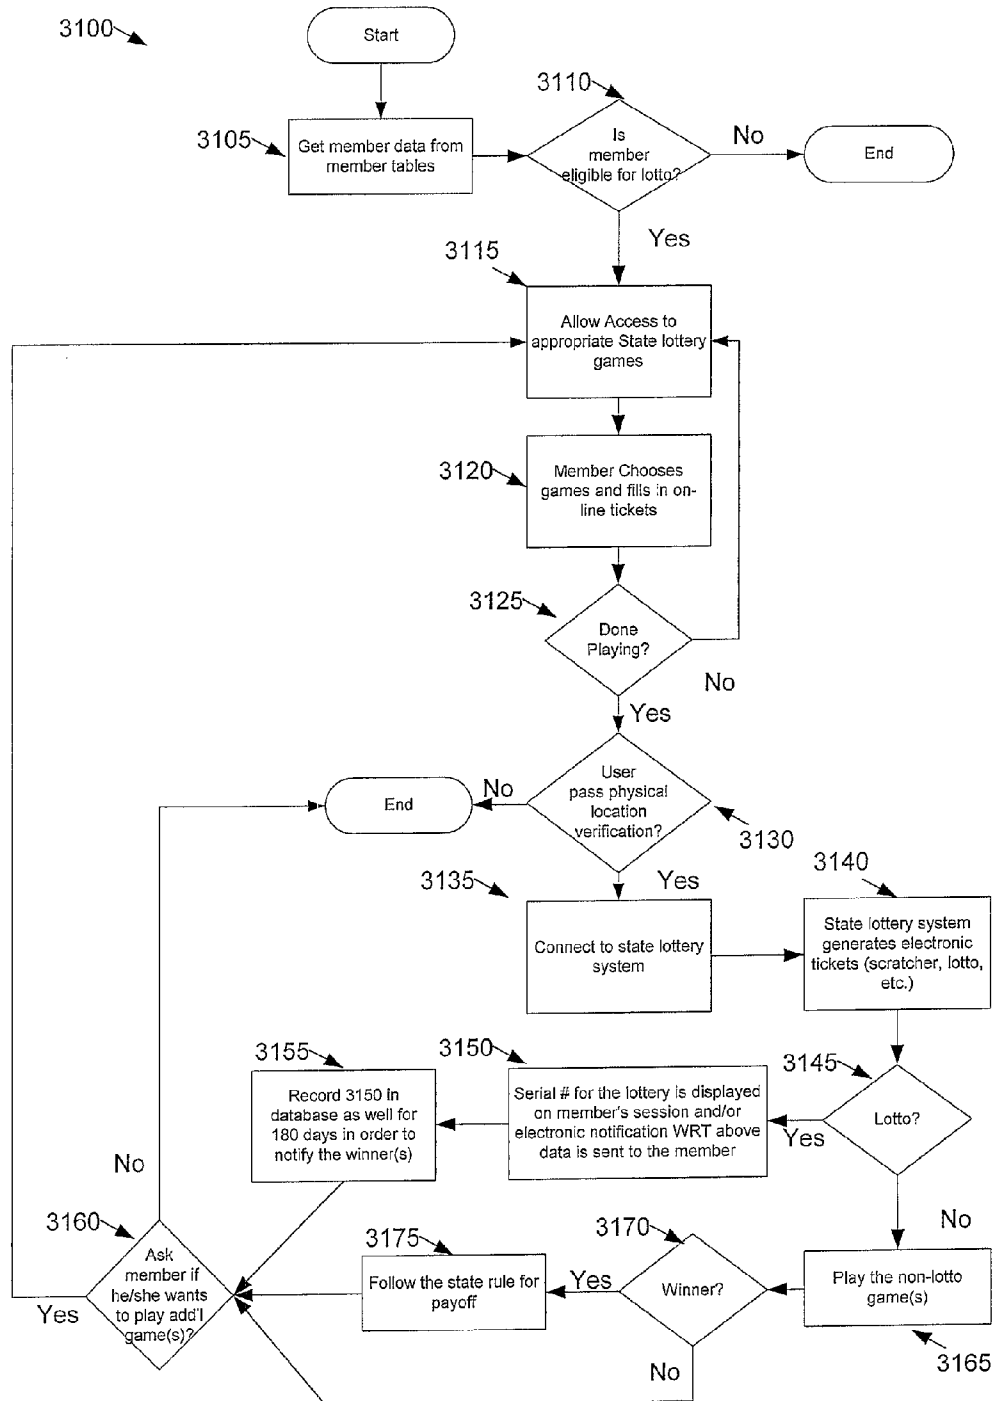 3100
Start
3110
3105
Get member data from
member tables
Is
member
eligible for lotto?
No
End
Yes
3115
Allow Access to
appropriate State lottery
games
3120
Member Chooses
games and fills in on-
line tickets
3125
Done
Playing?
No
Yes
User
pass physical
location
verification?
No
End
3130
3135
Yes
3140
Connect to state lottery
system
State lottery system
generates electronic
tickets (scratcher, lotto,
etc.)
3155
3150
3145
Record 3150 in
database as well for
180 days in order to
notify the winner(s)
Serial # for the lottery is displayed
on member's session and/or
electronic notification WRT above
data is sent to the member
Yes
Lotto?
No
No
3160
3175
3170
Ask
member if
he/she wants
to play add'l
game(s)?
Yes
Follow the state rule for
payoff
Yes
Winner?
Play the non-lotto
game(s)
No
3165